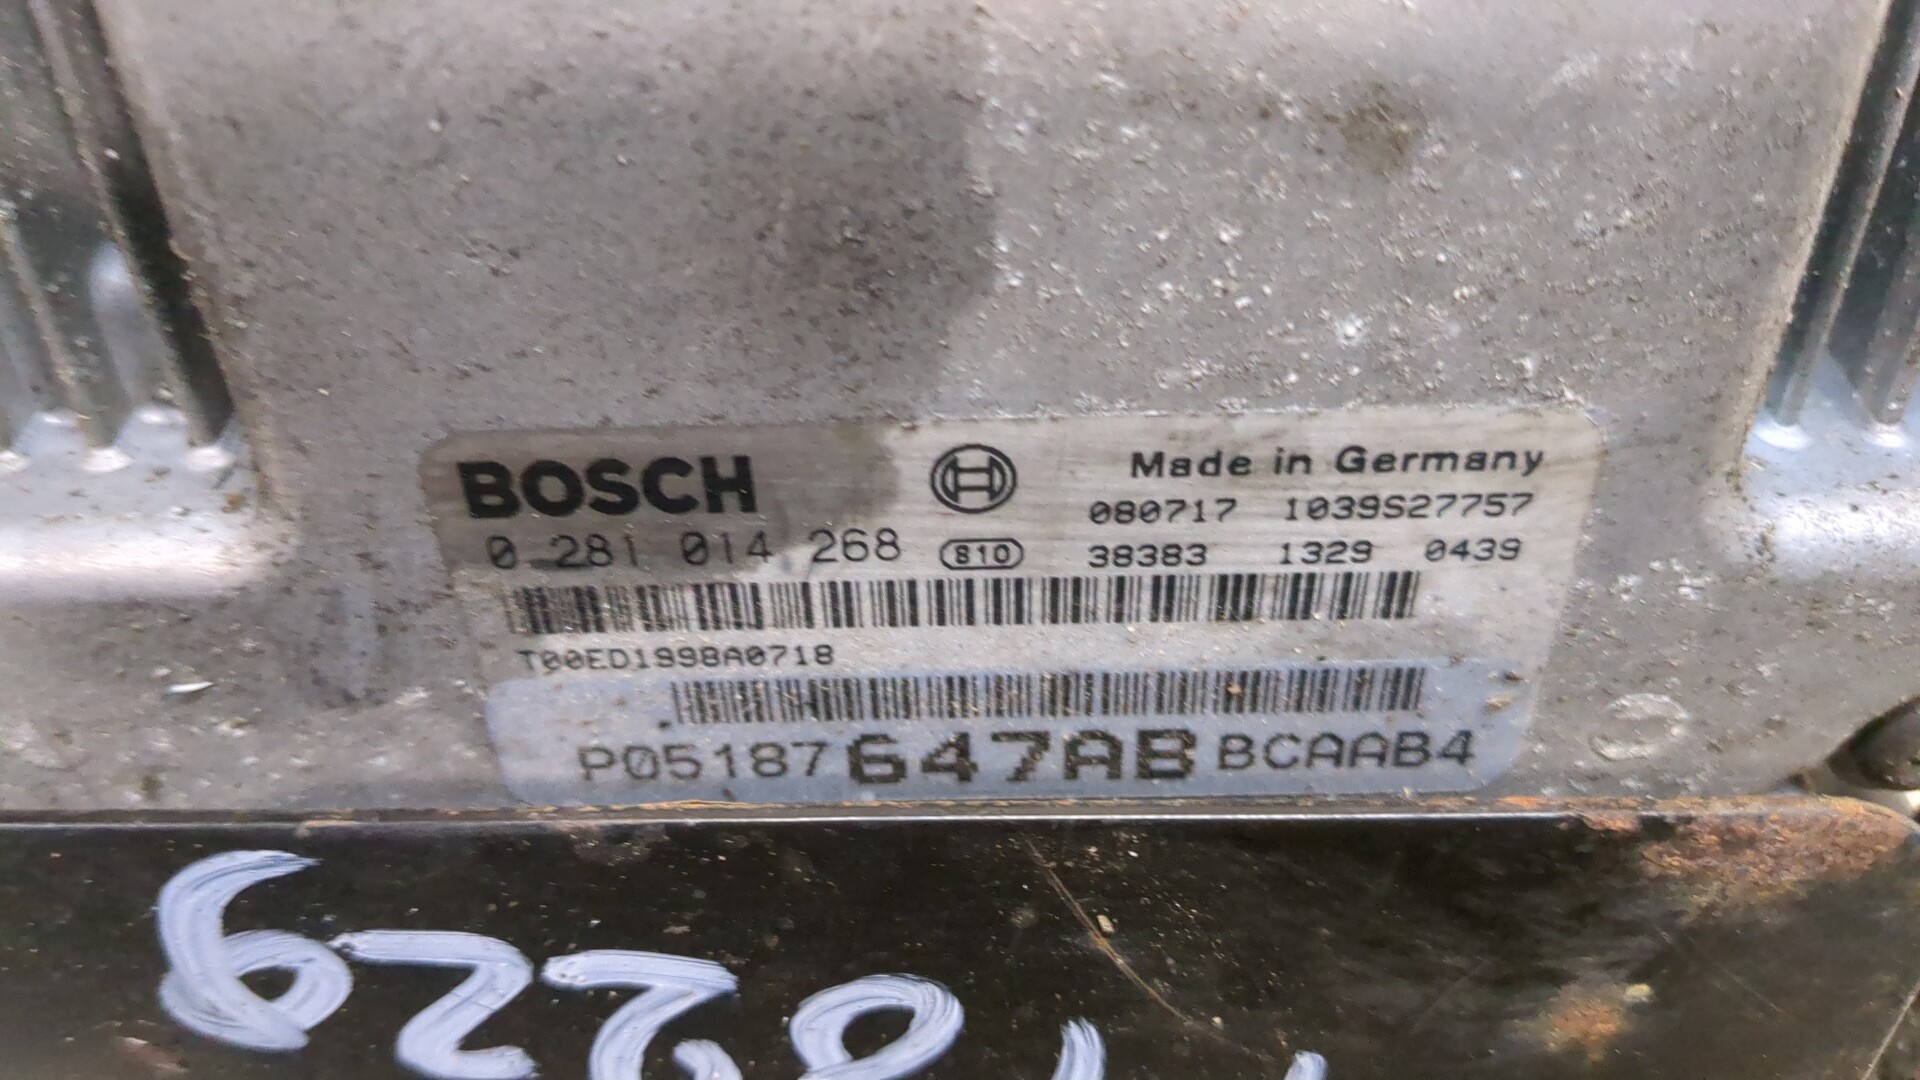 BOSCH
Made in Germany
080717 1039S27757
0 281 014 268 810 38383 1329 0439
T00ED1998A0718
P05187647AB BCAAB4